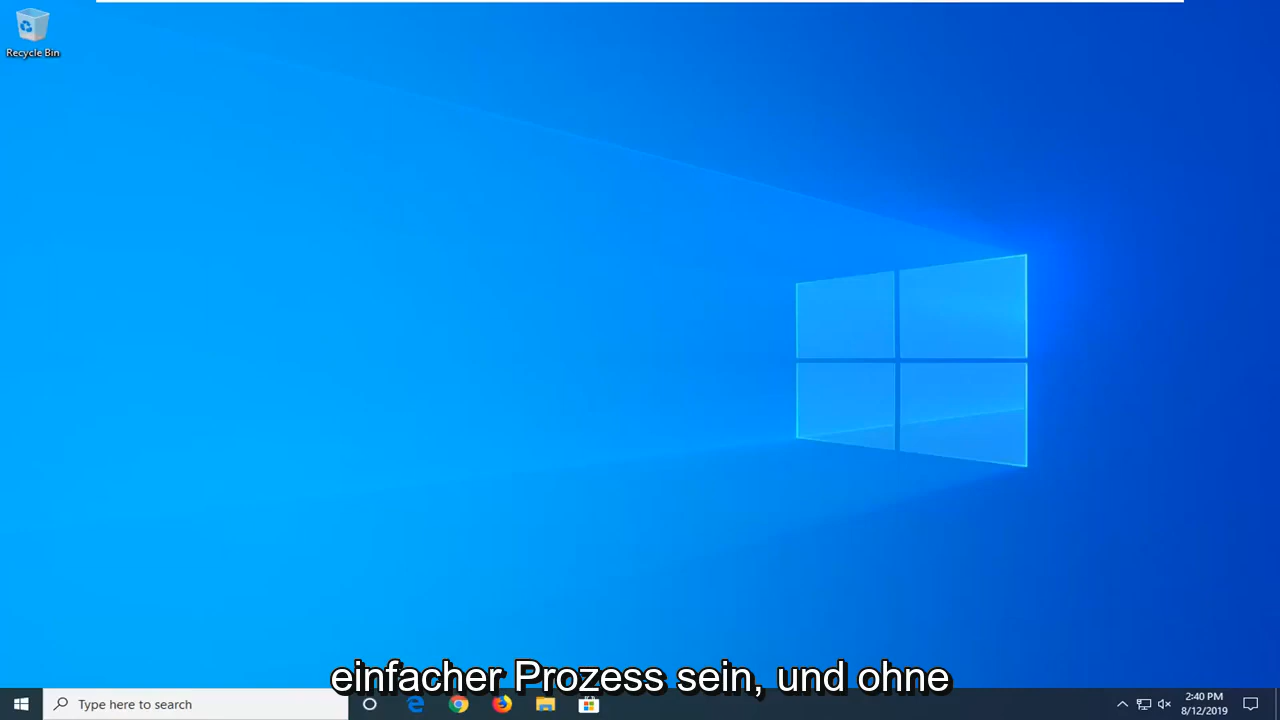 Recycle Bin
einfacher Prozess sein, und ohne
Type here to search
2:40 PM
8/12/2019